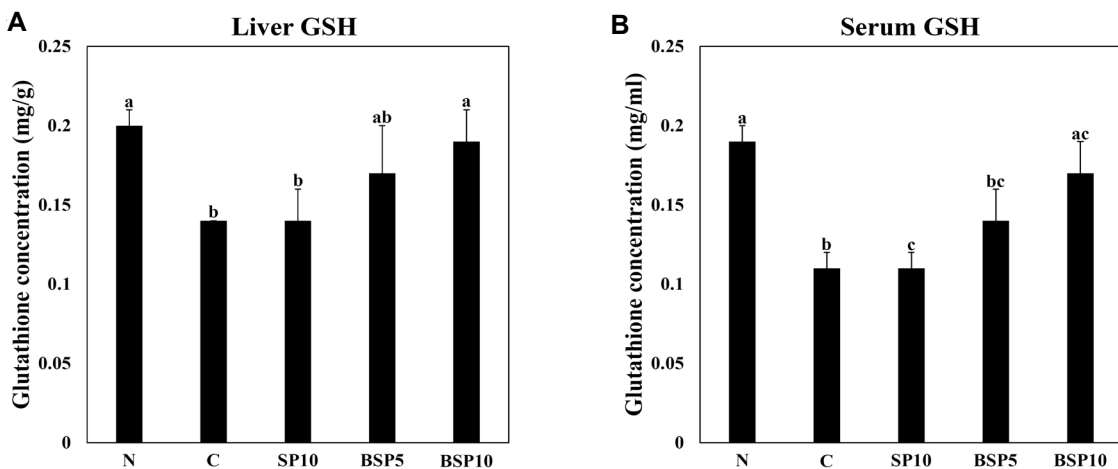 A
Liver GSH
Glutathione concentration (mg/g)
0.25
0.2
0.15
0.1
0.05
0
a
b
b
ab
a
N
C
SP10
BSP5
BSP10
B
Serum GSH
Glutathione concentration (mg/ml)
0.25
0.2
0.15
0.1
0.05
0
a
b
c
bc
ac
N
C
SP10
BSP5
BSP10